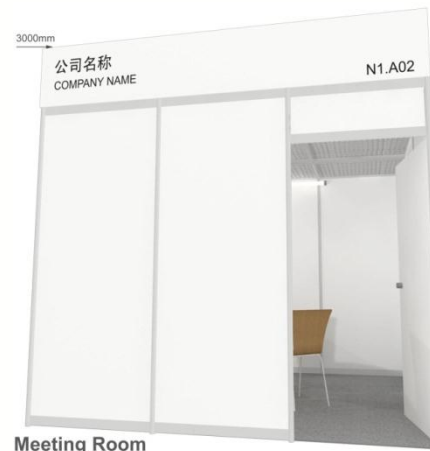 3000mm
公司名称
COMPANY NAME
N1.A02
Meeting Room